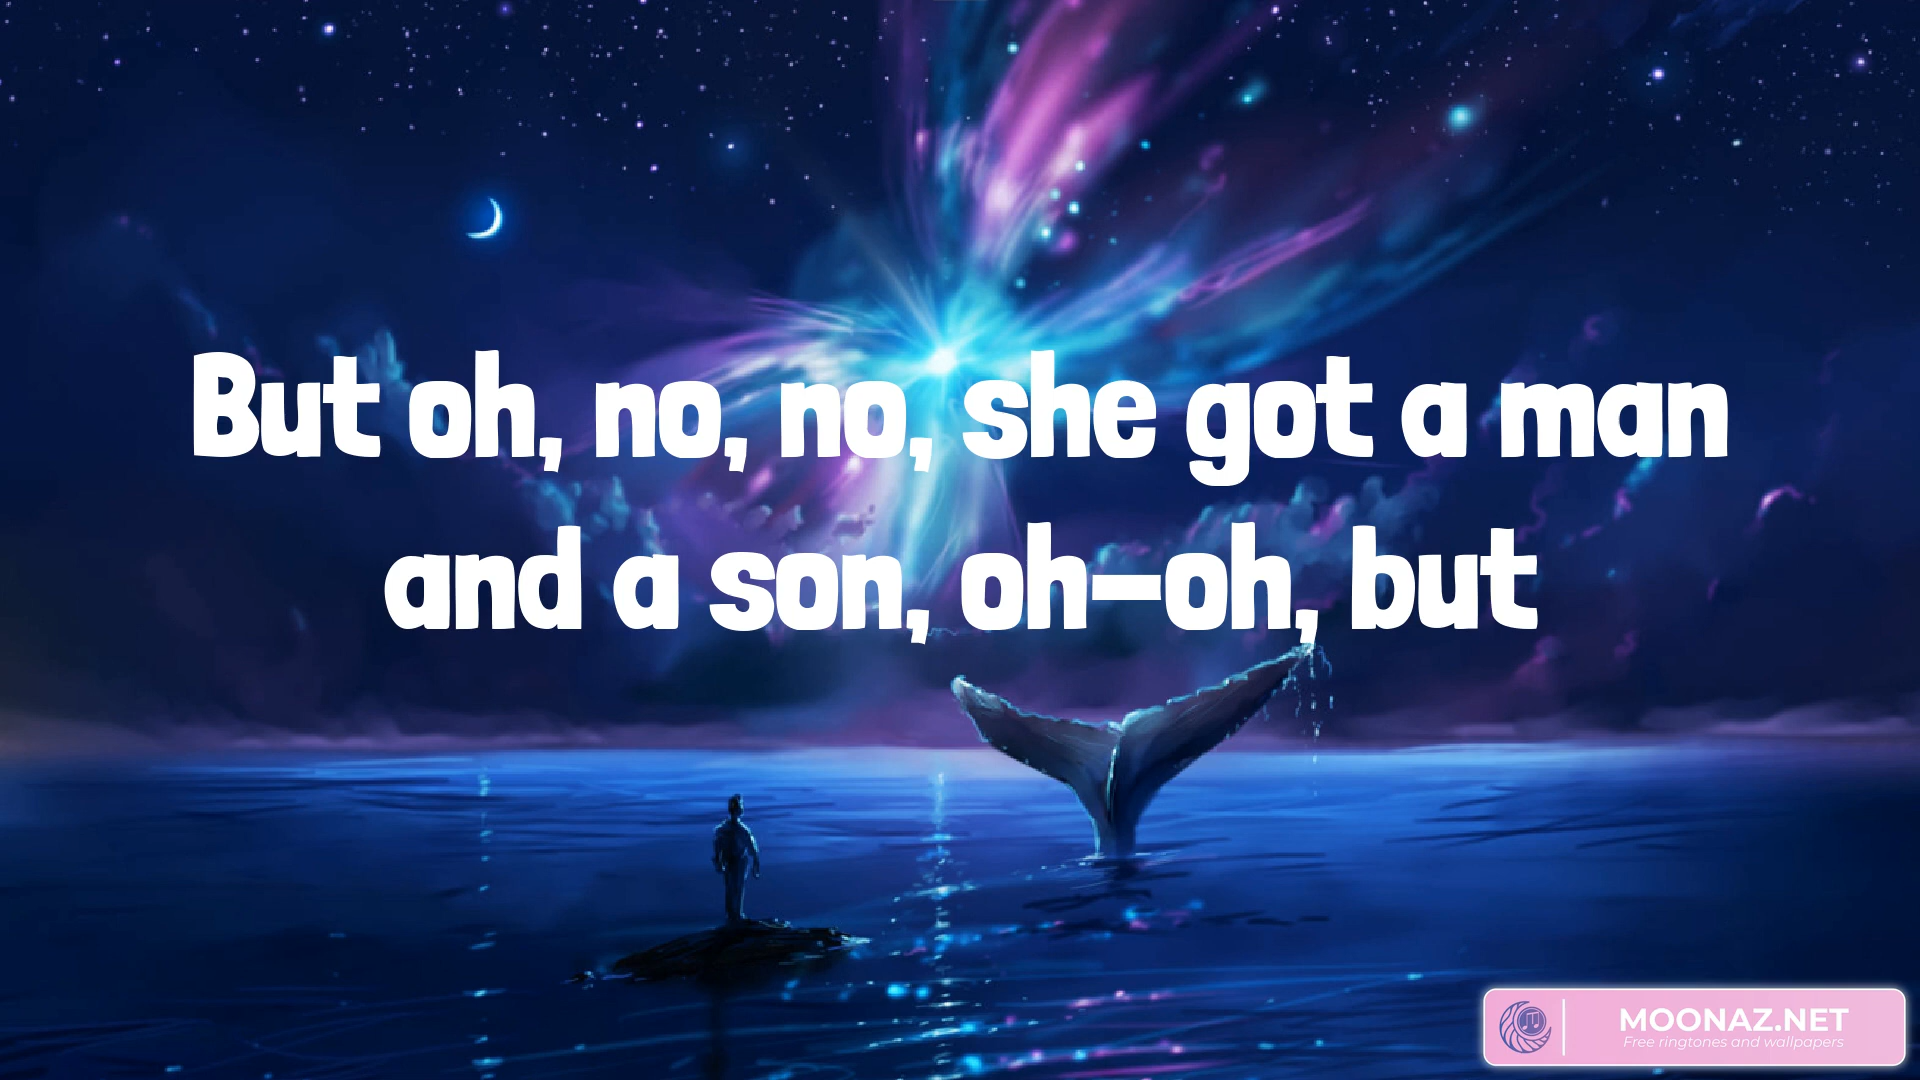 But oh, no, no, she got a man
and a son, oh-oh, but
MOONAZ.NET
Free ringtones and wallpapers